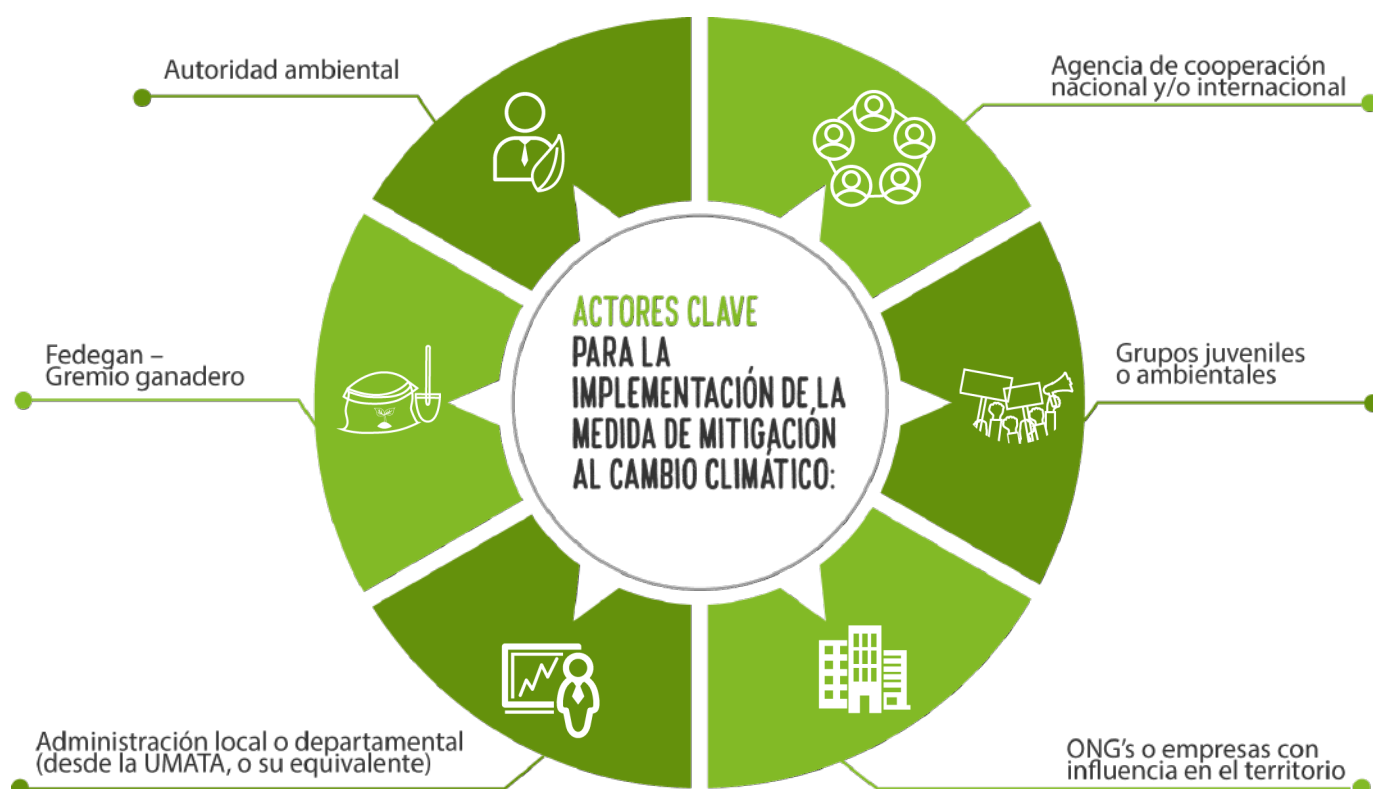 Autoridad ambiental
Agencia de cooperación
nacional y/o internacional
Fedegan –
Gremio ganadero
ACTORES CLAVE
PARA LA
IMPLEMENTACIÓN DE LA
MEDIDA DE MITIGACIÓN
AL CAMBIO CLIMÁTICO:
Grupos juveniles
o ambientales
Administración local o departamental
(desde la UMATA, o su equivalente)
ONG's o empresas con
influencia en el territorio